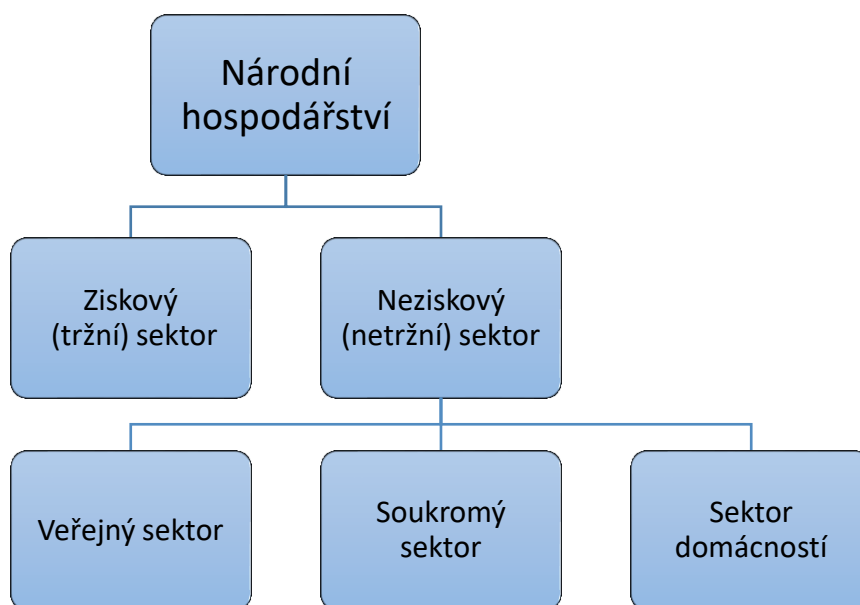 Národní
hospodářství
Ziskový
(tržní) sektor
Neziskový
(netržní) sektor
Veřejný sektor
Soukromý
sektor
Sektor
domácností